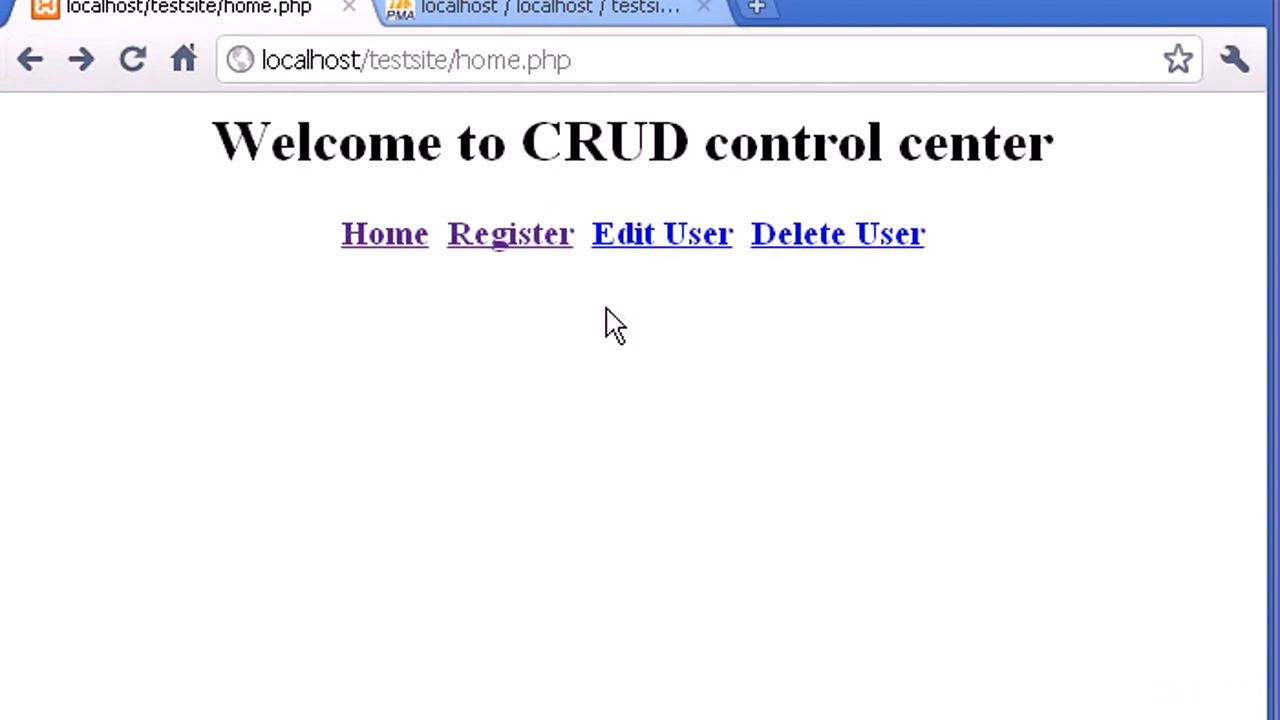 localhost/testsite/home.php
PMA localhost / localhost / testsi...
localhost/testsite/home.php
Welcome to CRUD control center
Home Register Edit User Delete User